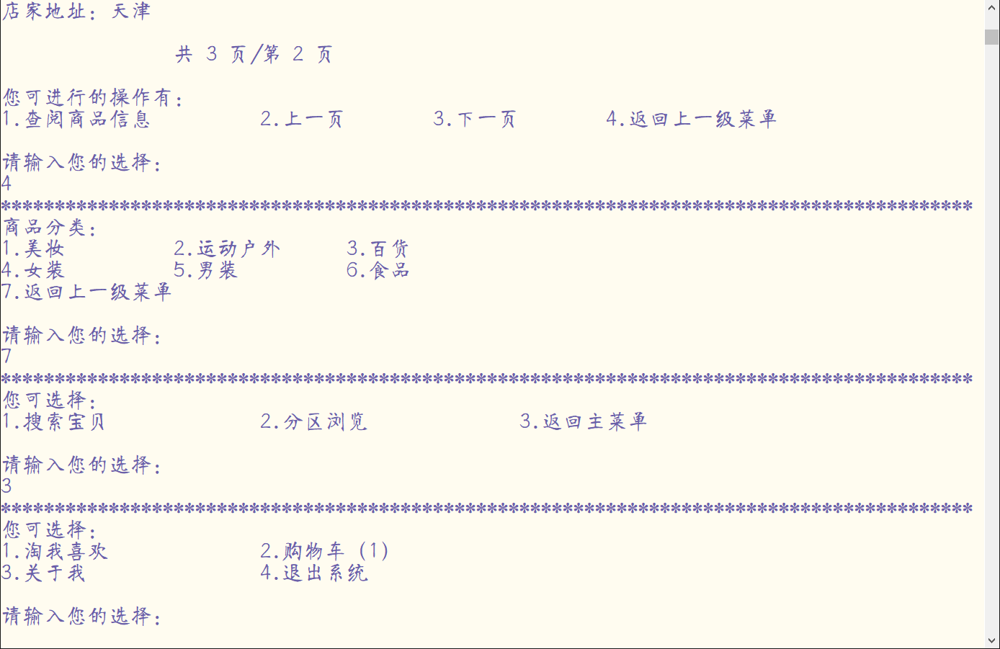 店家地址: 天津
共 3 页/第 2 页
您可进行的操作有:
1.查阅商品信息 2.上一页 3.下一页 4.返回上一级菜单
请输入您的选择:
4
******************************************************************************************
商品分类:
1.美妆 2.运动户外 3.百货
4.女装 5.男装 6.食品
7.返回上一级菜单
请输入您的选择:
7
******************************************************************************************
您可选择:
1.搜索宝贝 2.分区浏览 3.返回主菜单
请输入您的选择:
3
******************************************************************************************
您可选择:
1.淘我喜欢 2.购物车 (1)
3.关于我 4.退出系统
请输入您的选择: